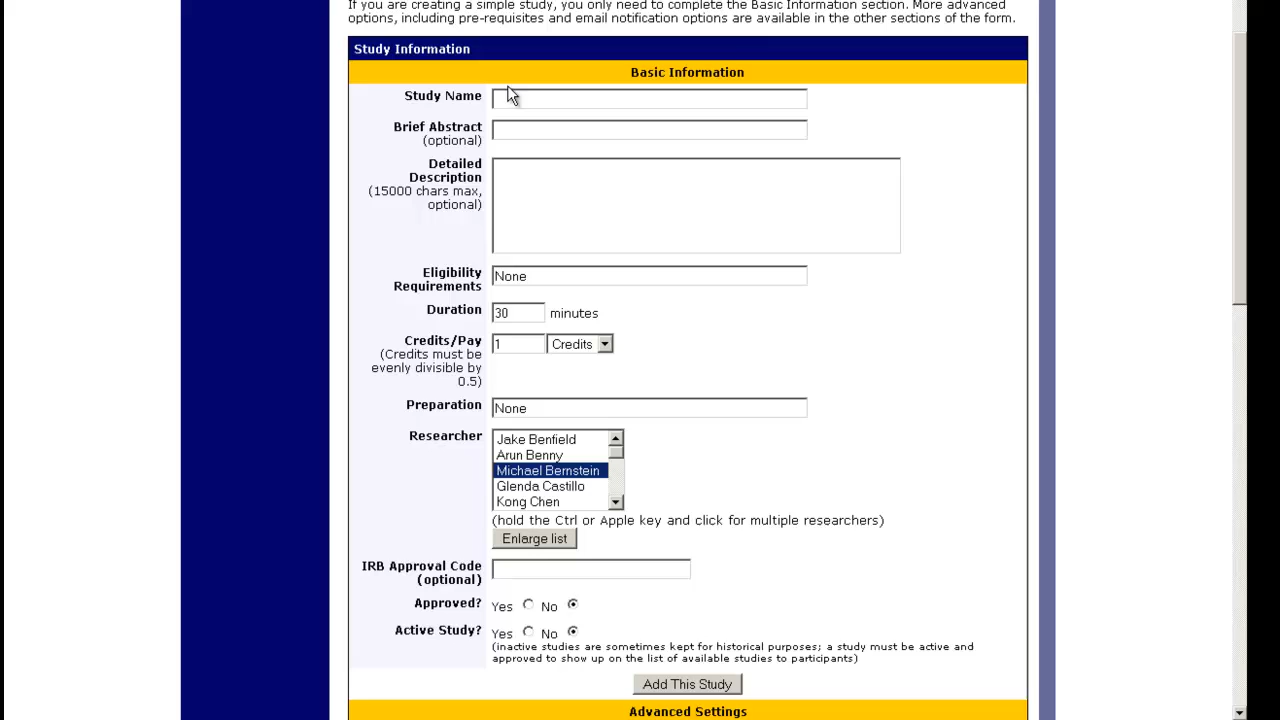 If you are creating a simple study, you only need to complete the Basic Information section. More advanced
options, including pre-requisites and email notification options are available in the other sections of the form.
Study Information
Basic Information
Study Name
Brief Abstract
(optional)
Detailed
Description
(15000 chars max,
optional)
Eligibility
Requirements
None
Duration
30 minutes
Credits/Pay
(Credits must be
evenly divisible by
0.5)
1 Credits
Preparation
None
Researcher
Jake Benfield
Arun Benny
Michael Bernstein
Glenda Castillo
Kong Chen
(hold the Ctrl or Apple key and click for multiple researchers)
Enlarge list
IRB Approval Code
(optional)
Approved?
Yes No
Active Study?
Yes No
(inactive studies are sometimes kept for historical purposes; a study must be active and
approved to show up on the list of available studies to participants)
Add This Study
Advanced Settings